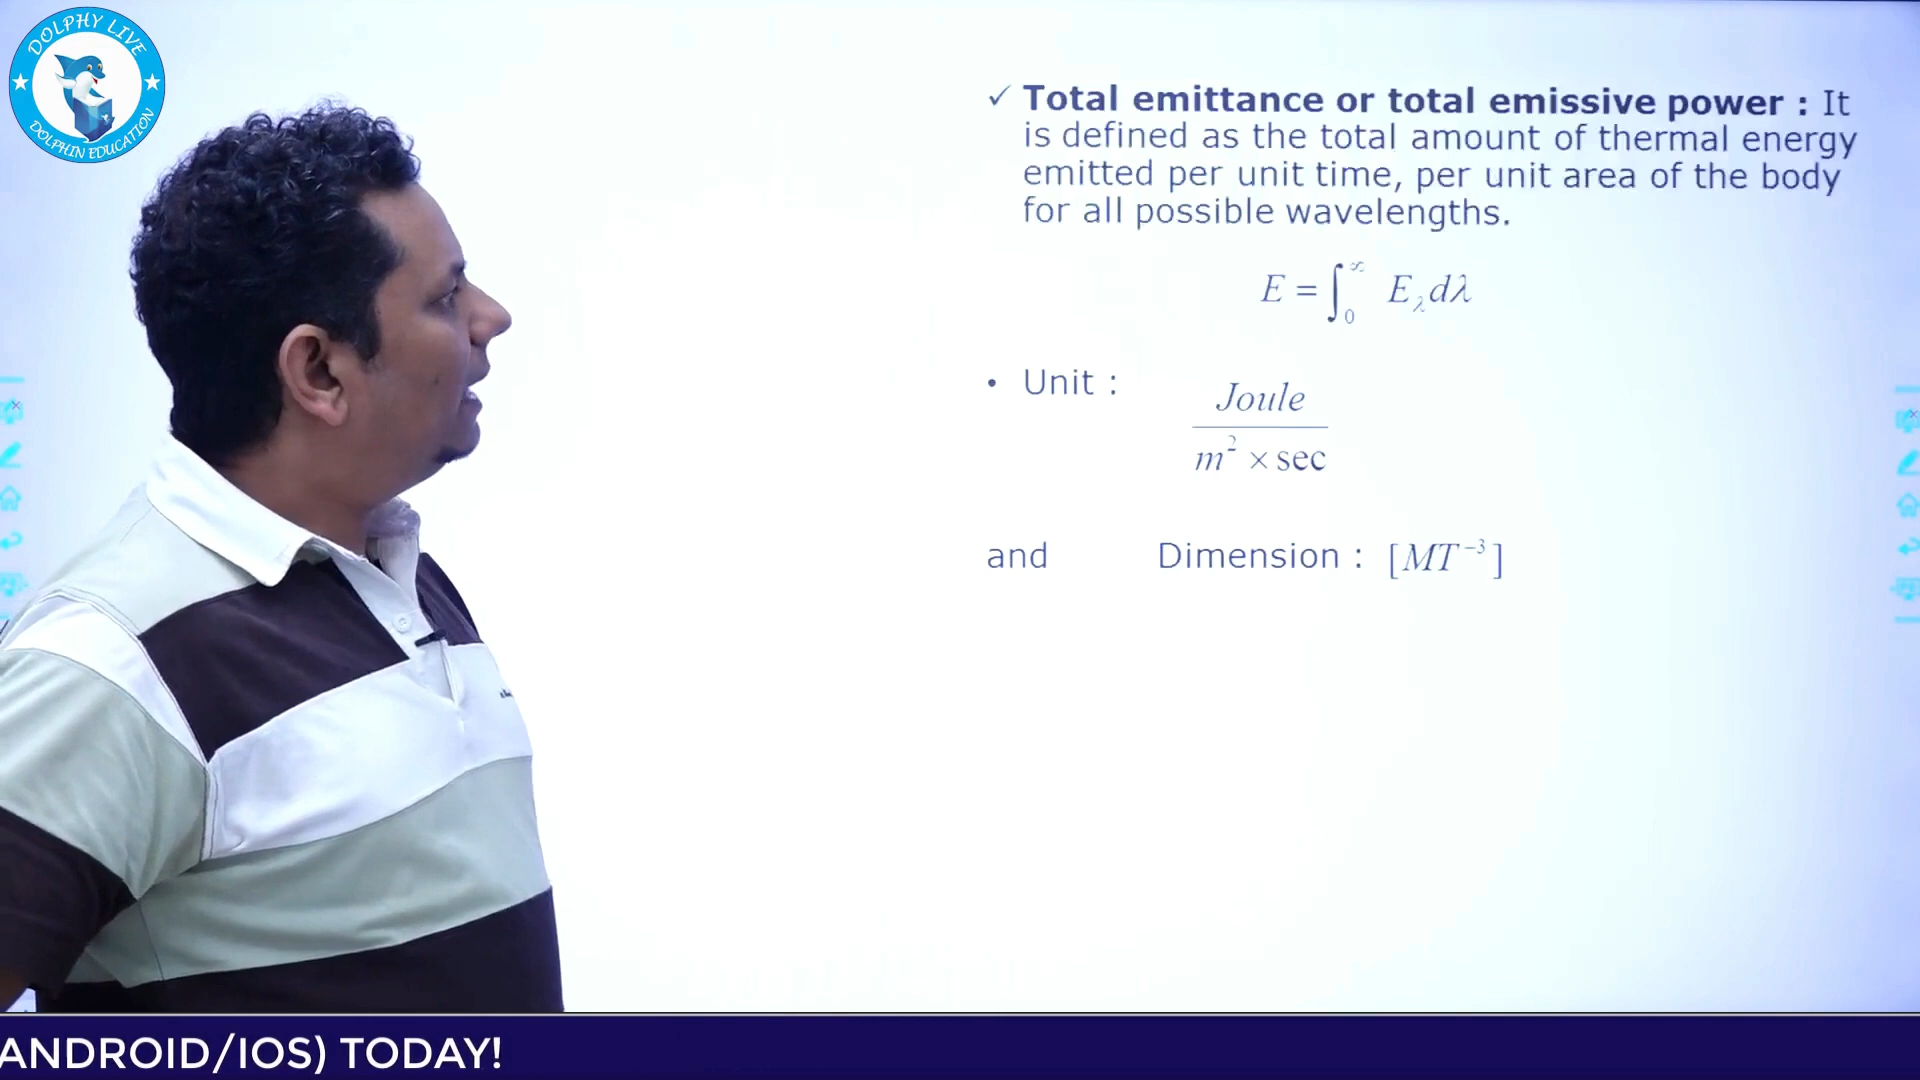 DOLPHY LIVE
DOLPHIN EDUCATION
✓ Total emittance or total emissive power : It
is defined as the total amount of thermal energy
emitted per unit time, per unit area of the body
for all possible wavelengths.
E = ∫₀^∞ E_λ dλ
• Unit : Joule / m² × sec
and Dimension : [MT⁻³]
ANDROID/IOS) TODAY!